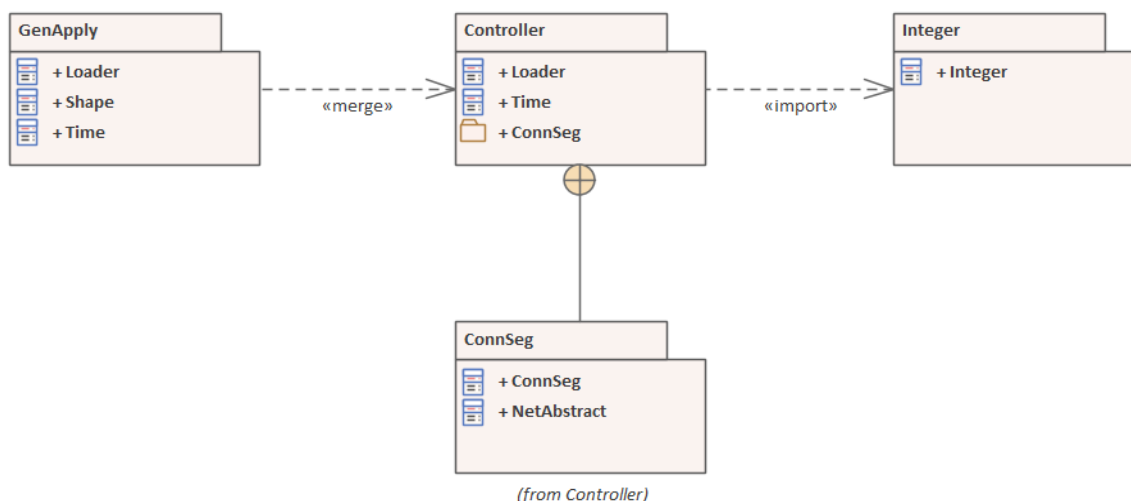 GenApply
+ Loader
+ Shape
+ Time
«merge»
Controller
+ Loader
+ Time
+ ConnSeg
«import»
Integer
+ Integer
ConnSeg
+ ConnSeg
+ NetAbstract
(from Controller)